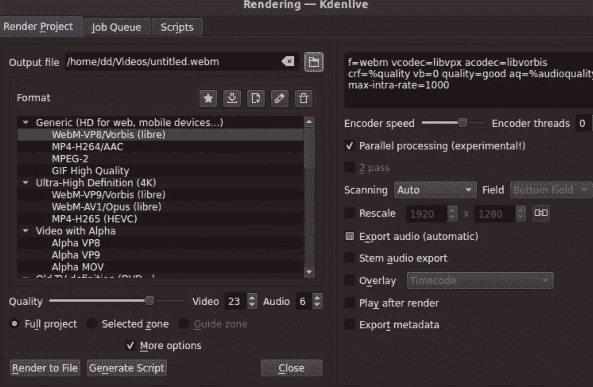 Rendering — Kdenlive
Render Project
Job Queue
Scripts
Output file
/home/dd/Videos/untitled.webm
Format
Generic (HD for web, mobile devices...)
WebM-VP8/Vorbis (libre)
MP4-H264/AAC
MPEG-2
GIF High Quality
Ultra-High Definition (4K)
WebM-VP9/Vorbis (libre)
WebM-AV1/Opus (libre)
MP4-H265 (HEVC)
Video with Alpha
Alpha VP8
Alpha VP9
Alpha MOV
Old TV definition (DVD...)
Quality
Video 23
Audio 6
Full project
Selected zone
Guide zone
More options
Render to File
Generate Script
Close
f=webm vcodec=libvpx acodec=libvorbis
crf=%quality vb=0 quality=good aq=%audioquality
max-intra-rate=1000
Encoder speed
Encoder threads 0
Parallel processing (experimental!)
2 pass
Scanning Auto
Field Bottom Field
Rescale 1920 x 1280
Export audio (automatic)
Stem audio export
Overlay Timecode
Play after render
Export metadata